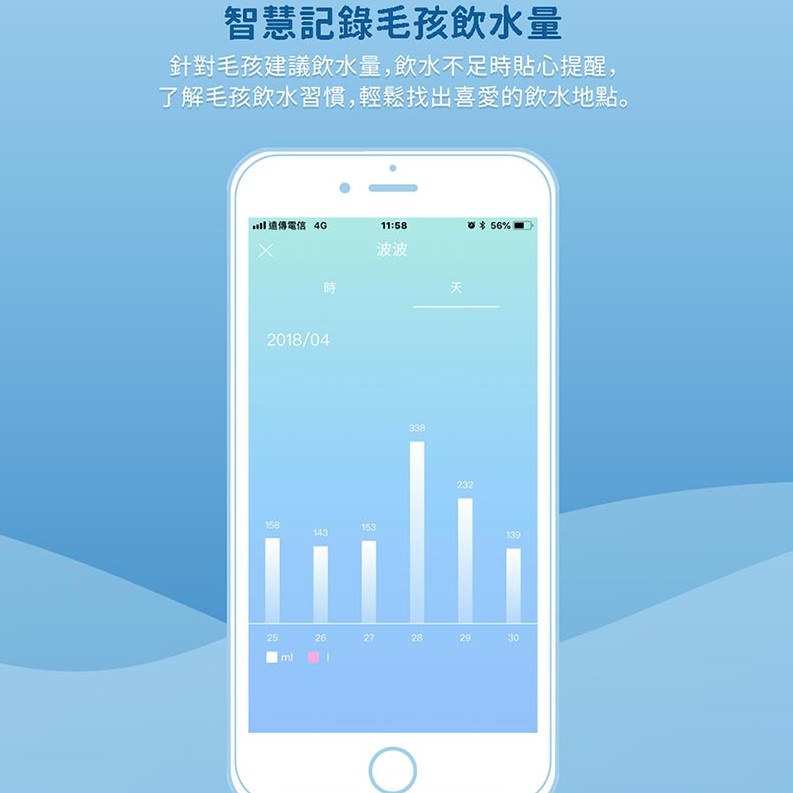 智慧記錄毛孩飲水量
針對毛孩建議飲水量,飲水不足時貼心提醒,
了解毛孩飲水習慣,輕鬆找出喜愛的飲水地點。
遠傳電信 4G 11:58 56%
波波
時 天
2018/04
338
232
158 143 153 139
25 26 27 28 29 30
ml l